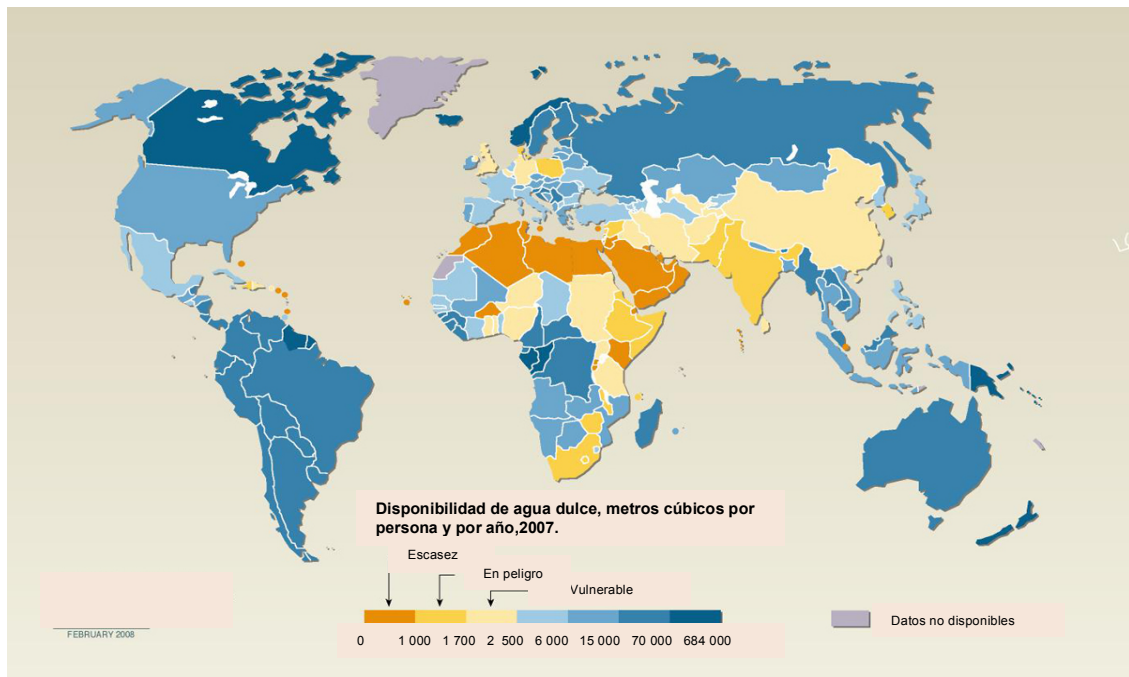 Disponibilidad de agua dulce, metros cúbicos por
persona y por año,2007.
Escasez
En peligro
Vulnerable
0 1 000 1 700 2 500 6 000 15 000 70 000 684 000
Datos no disponibles
FEBRUARY 2008